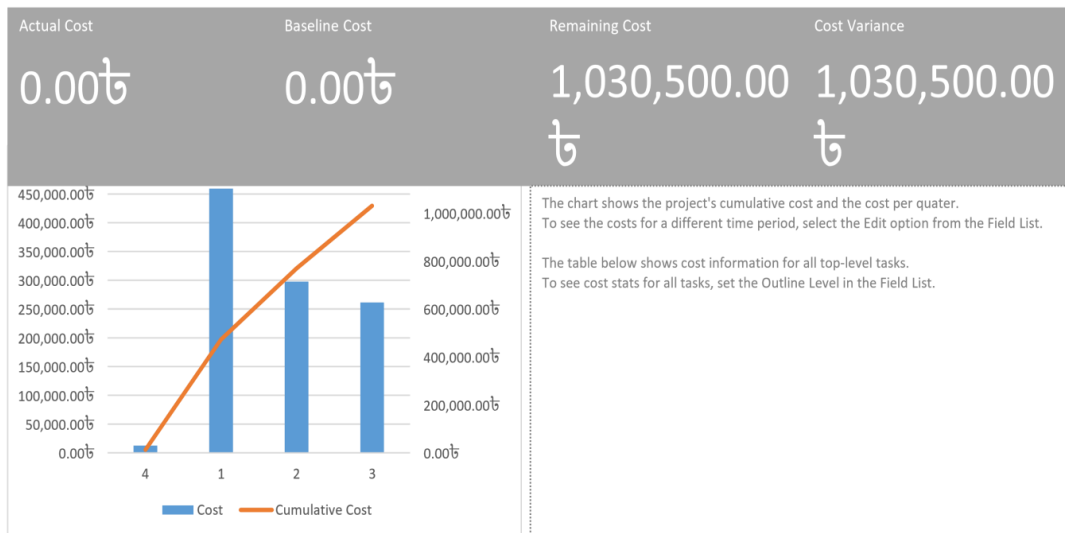 Actual Cost
0.00৳
Baseline Cost
0.00৳
Remaining Cost
1,030,500.00
৳
Cost Variance
1,030,500.00
৳
450,000.00৳
400,000.00৳
350,000.00৳
300,000.00৳
250,000.00৳
200,000.00৳
150,000.00৳
100,000.00৳
50,000.00৳
0.00৳
1,000,000.00৳
800,000.00৳
600,000.00৳
400,000.00৳
200,000.00৳
0.00৳
4 1 2 3
Cost Cumulative Cost
The chart shows the project's cumulative cost and the cost per quater.
To see the costs for a different time period, select the Edit option from the Field List.
The table below shows cost information for all top-level tasks.
To see cost stats for all tasks, set the Outline Level in the Field List.